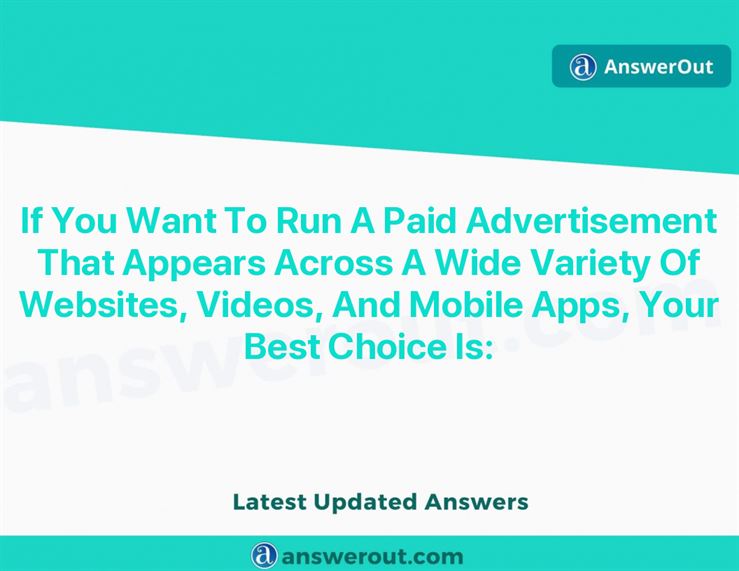 AnswerOut
If You Want To Run A Paid Advertisement
That Appears Across A Wide Variety Of
Websites, Videos, And Mobile Apps, Your
Best Choice Is:
answerout.com
Latest Updated Answers
answerout.com